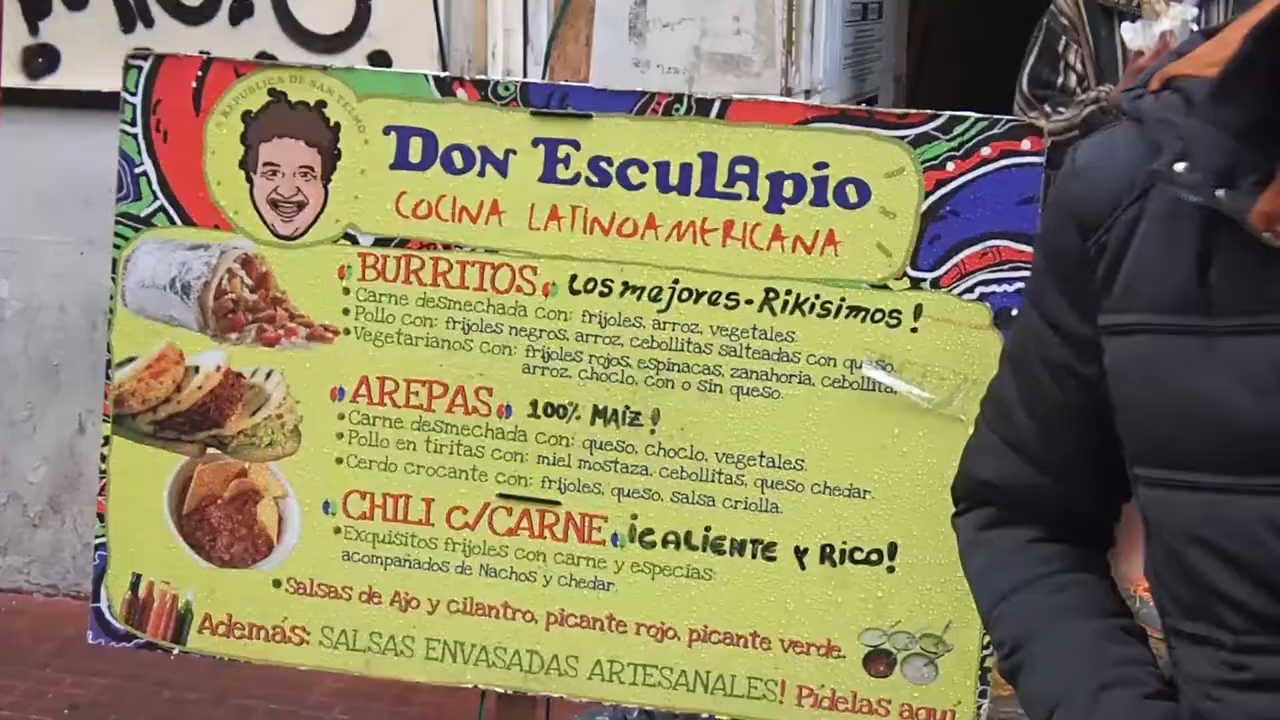 REPUBLICA DE SAN TELMO
DON EscuLApio
COCINA LATINOAMERICANA
BURRITOS Los mejores-Rikisimos!
•Carne desmechada con: frijoles, arroz, vegetales.
•Pollo con: frijoles negros, arroz, cebollitas salteadas con queso.
•Vegetarianos con: frijoles rojos, espinacas, zanahoria, cebollita,
arroz, choclo, con o sin queso.
AREPAS 100% MAÍZ!
•Carne desmechada con: queso, choclo, vegetales.
•Pollo en tiritas con: miel mostaza, cebollitas, queso chedar.
•Cerdo crocante con: frijoles, queso, salsa criolla.
CHILI c/CARNE ¡CALIENTE Y RICO!
•Exquisitos frijoles con carne y especias
acompañados de Nachos y chedar.
•Salsas de Ajo y cilantro, picante rojo, picante verde.
Además: SALSAS ENVASADAS ARTESANALES! Pídelas aquí